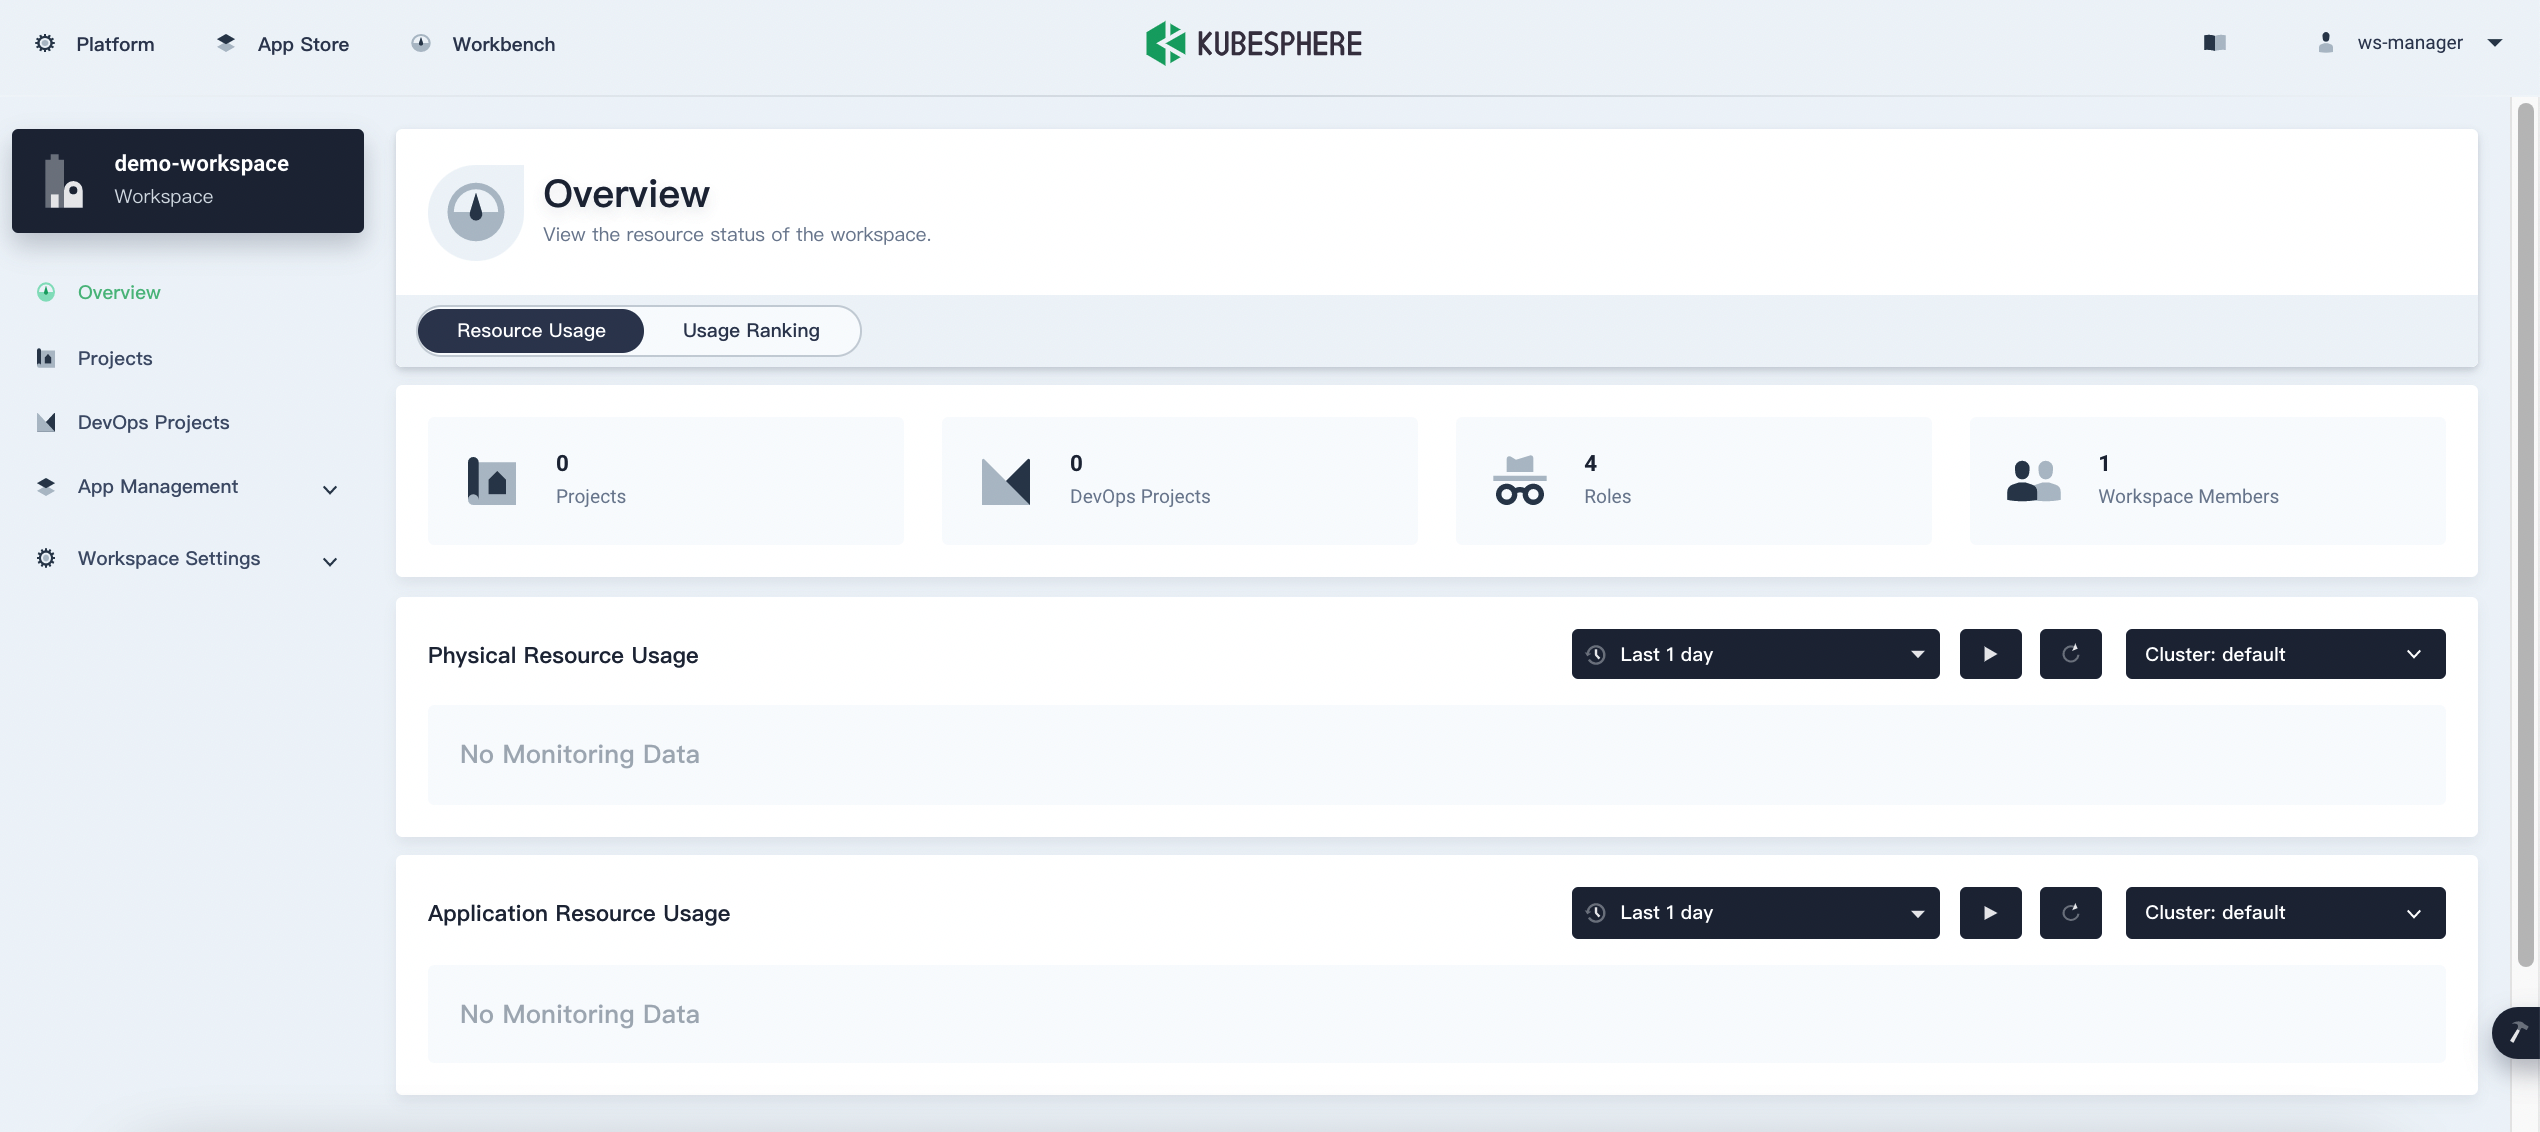 Platform
App Store
Workbench
KUBESPHERE
ws-manager
demo-workspace
Workspace
Overview
Projects
DevOps Projects
App Management
Workspace Settings
Overview
View the resource status of the workspace.
Resource Usage
Usage Ranking
0
Projects
0
DevOps Projects
4
Roles
1
Workspace Members
Physical Resource Usage
Last 1 day
Cluster: default
No Monitoring Data
Application Resource Usage
Last 1 day
Cluster: default
No Monitoring Data